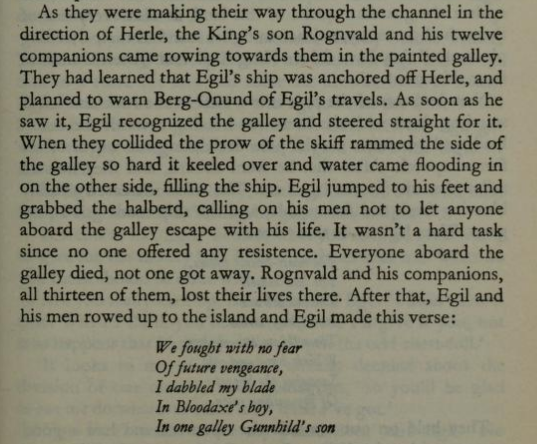 As they were making their way through the channel in the
direction of Herle, the King's son Rognvald and his twelve
companions came rowing towards them in the painted galley.
They had learned that Egil's ship was anchored off Herle, and
planned to warn Berg-Onund of Egil's travels. As soon as he
saw it, Egil recognized the galley and steered straight for it.
When they collided the prow of the skiff rammed the side of
the galley so hard it keeled over and water came flooding in
on the other side, filling the ship. Egil jumped to his feet and
grabbed the halberd, calling on his men not to let anyone
aboard the galley escape with his life. It wasn't a hard task
since no one offered any resistence. Everyone aboard the
galley died, not one got away. Rognvald and his companions,
all thirteen of them, lost their lives there. After that, Egil and
his men rowed up to the island and Egil made this verse:
We fought with no fear
Of future vengeance,
I dabbled my blade
In Bloodaxe's boy,
In one galley Gunnhild's son